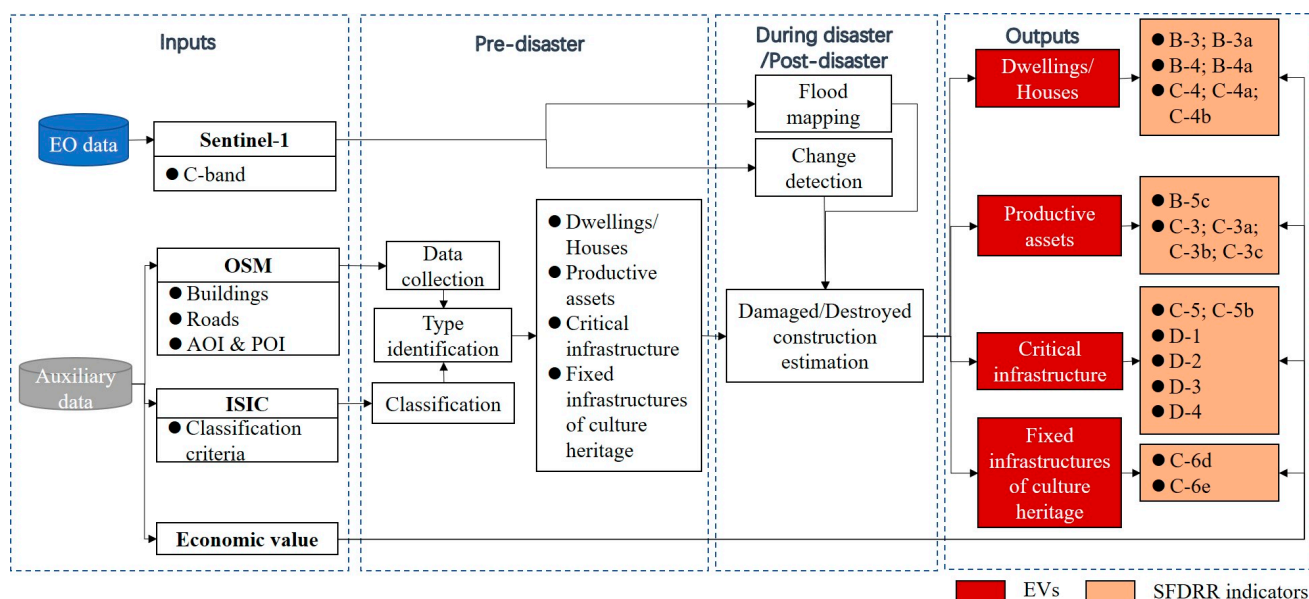 Inputs
Pre-disaster
During disaster
/Post-disaster
Outputs
EO data
Sentinel-1
● C-band
Auxiliary
data
OSM
● Buildings
● Roads
● AOI & POI
ISIC
● Classification
criteria
Economic value
Data
collection
Type
identification
Classification
● Dwellings/
Houses
● Productive
assets
● Critical
infrastructure
● Fixed
infrastructures
of culture
heritage
Flood
mapping
Change
detection
Damaged/Destroyed
construction
estimation
Dwellings/
Houses
● B-3; B-3a
● B-4; B-4a
● C-4; C-4a;
C-4b
Productive
assets
● B-5c
● C-3; C-3a;
C-3b; C-3c
Critical
infrastructure
● C-5; C-5b
● D-1
● D-2
● D-3
● D-4
Fixed
infrastructures
of culture
heritage
● C-6d
● C-6e
EVs
SFDRR indicators